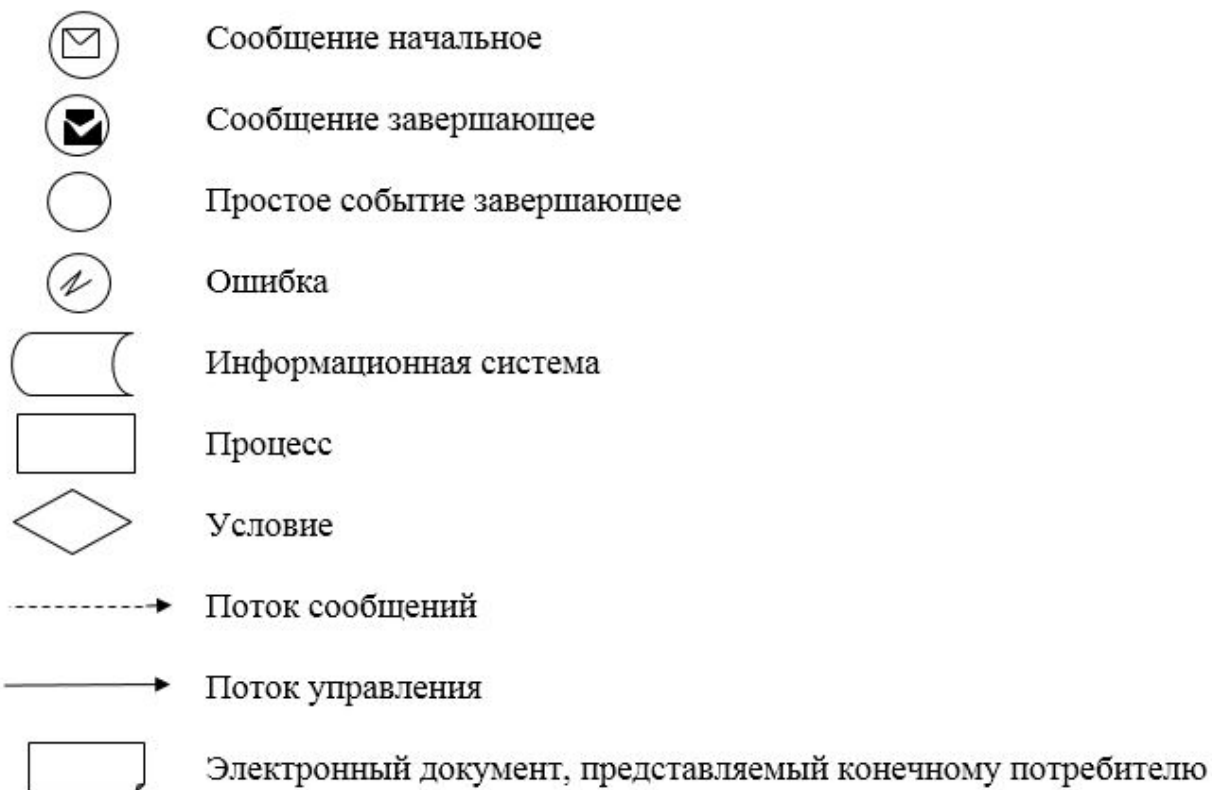 Сообщение начальное
Сообщение завершающее
Простое событие завершающее
Ошибка
Информационная система
Процесс
Условие
Поток сообщений
Поток управления
Электронный документ, представляемый конечному потребителю